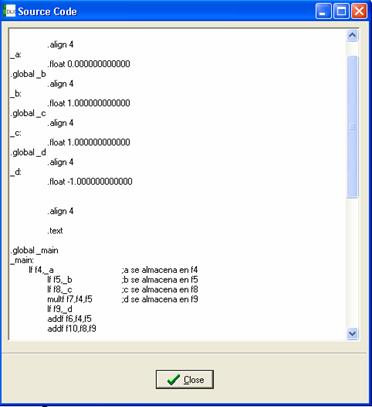 Source Code
.align 4
_a:
.float 0.000000000000
.global _b
.align 4
_b:
.float 1.000000000000
.global _c
.align 4
_c:
.float 1.000000000000
.global _d
.align 4
_d:
.float -1.000000000000
.align 4
.text
.global _main
_main:
lf f4,_a ;a se almacena en f4
lf f5,_b ;b se almacena en f5
lf f8,_c ;c se almacena en f8
multf f7,f4,f5 ;d se almacena en f9
lf f9,_d
addf f6,f4,f5
addf f10,f8,f9
Close